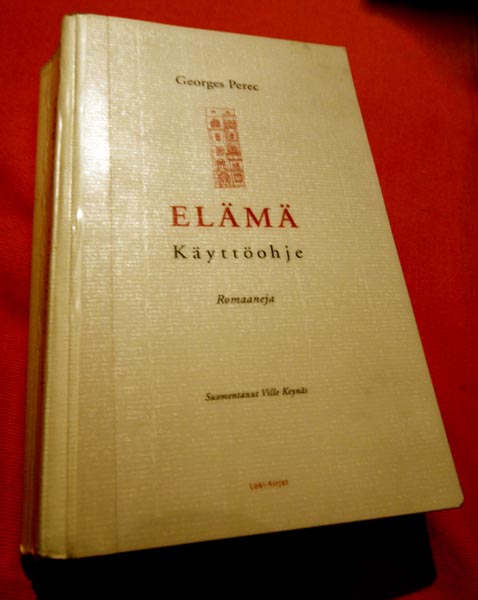 Georges Perec
ELÄMÄ
Käyttöohje
Romaaneja
Suomentanut Ville Keynäs
Loki-Kirjat